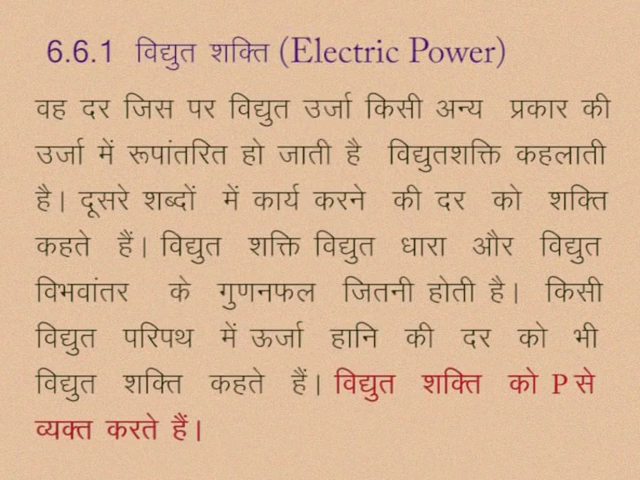 6.6.1 विद्युत शक्ति (Electric Power)
वह दर जिस पर विद्युत उर्जा किसी अन्य प्रकार की
उर्जा में रूपांतरित हो जाती है विद्युतशक्ति कहलाती
है। दूसरे शब्दों में कार्य करने की दर को शक्ति
कहते हैं। विद्युत शक्ति विद्युत धारा और विद्युत
विभवांतर के गुणनफल जितनी होती है। किसी
विद्युत परिपथ में ऊर्जा हानि की दर को भी
विद्युत शक्ति कहते हैं। विद्युत शक्ति को P से
व्यक्त करते हैं।